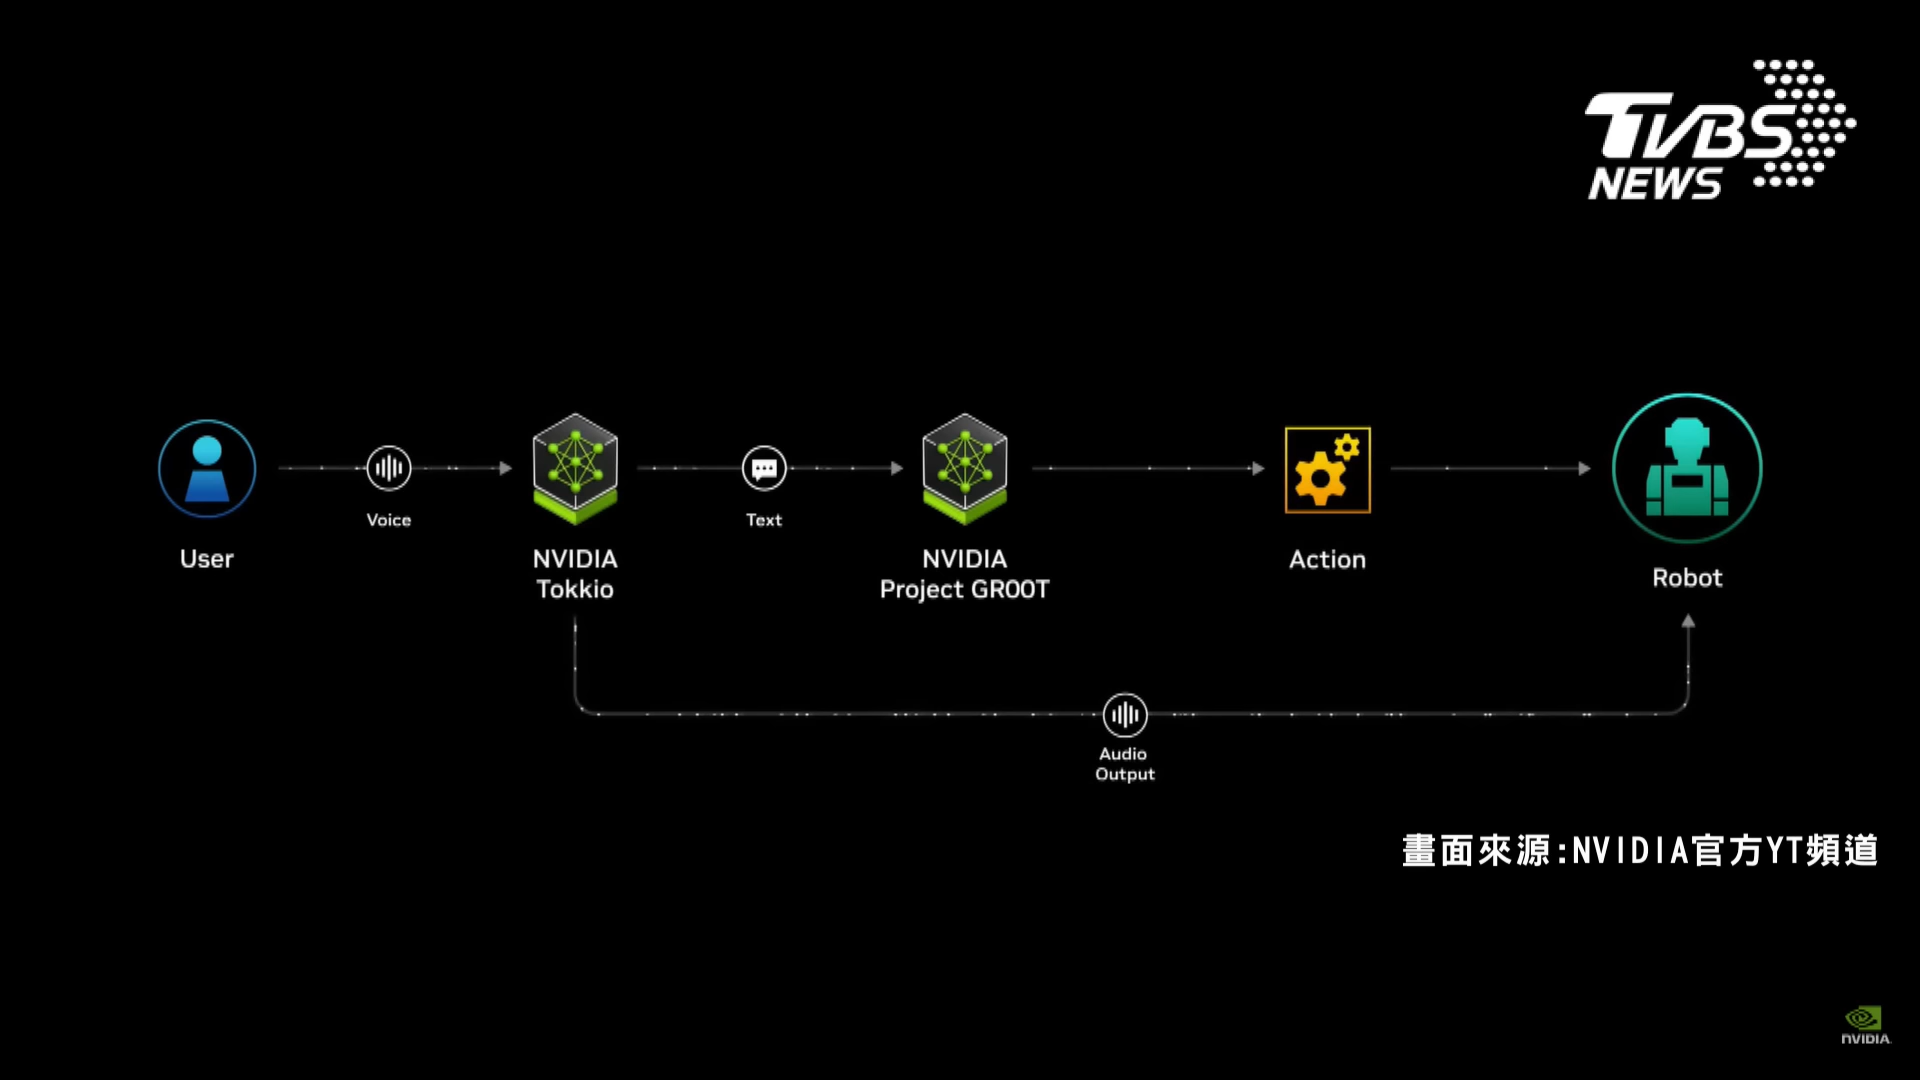 TVBS
NEWS
Voice
Text
User
NVIDIA
Tokkio
NVIDIA
Project GR00T
Action
Robot
Audio
Output
畫面來源:NVIDIA官方YT頻道
NVIDIA